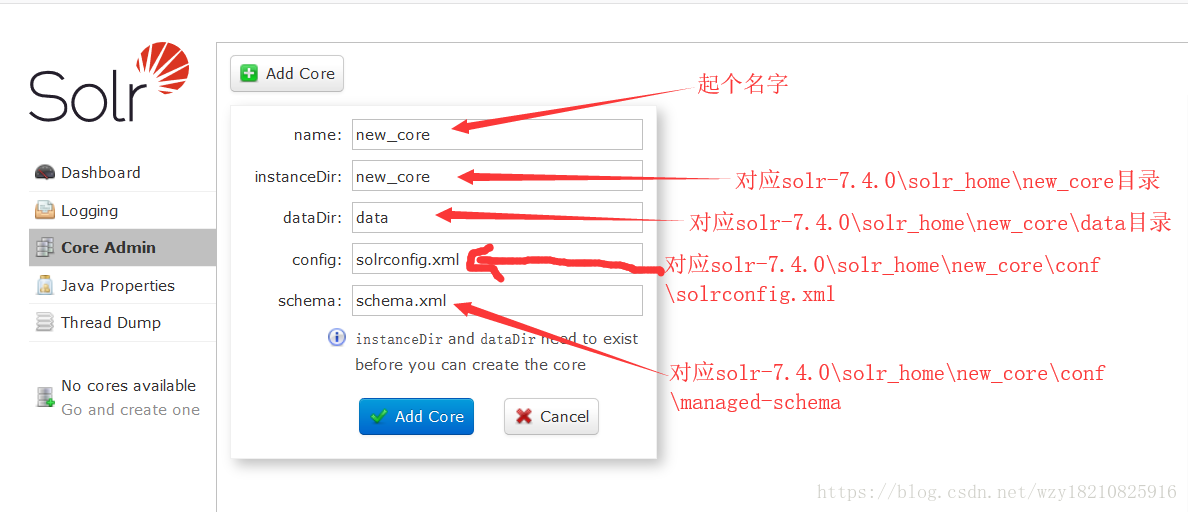 Solr
Dashboard
Logging
Core Admin
Java Properties
Thread Dump
No cores available
Go and create one
Add Core
name: new_core
起个名字
instanceDir: new_core
对应solr-7.4.0\solr_home\new_core目录
dataDir: data
对应solr-7.4.0\solr_home\new_core\data目录
config: solrconfig.xml
对应solr-7.4.0\solr_home\new_core\conf
\solrconfig.xml
schema: schema.xml
对应solr-7.4.0\solr_home\new_core\conf
\managed-schema
instanceDir and dataDir need to exist
before you can create the core
Add Core
Cancel
https://blog.csdn.net/wzy18210825916